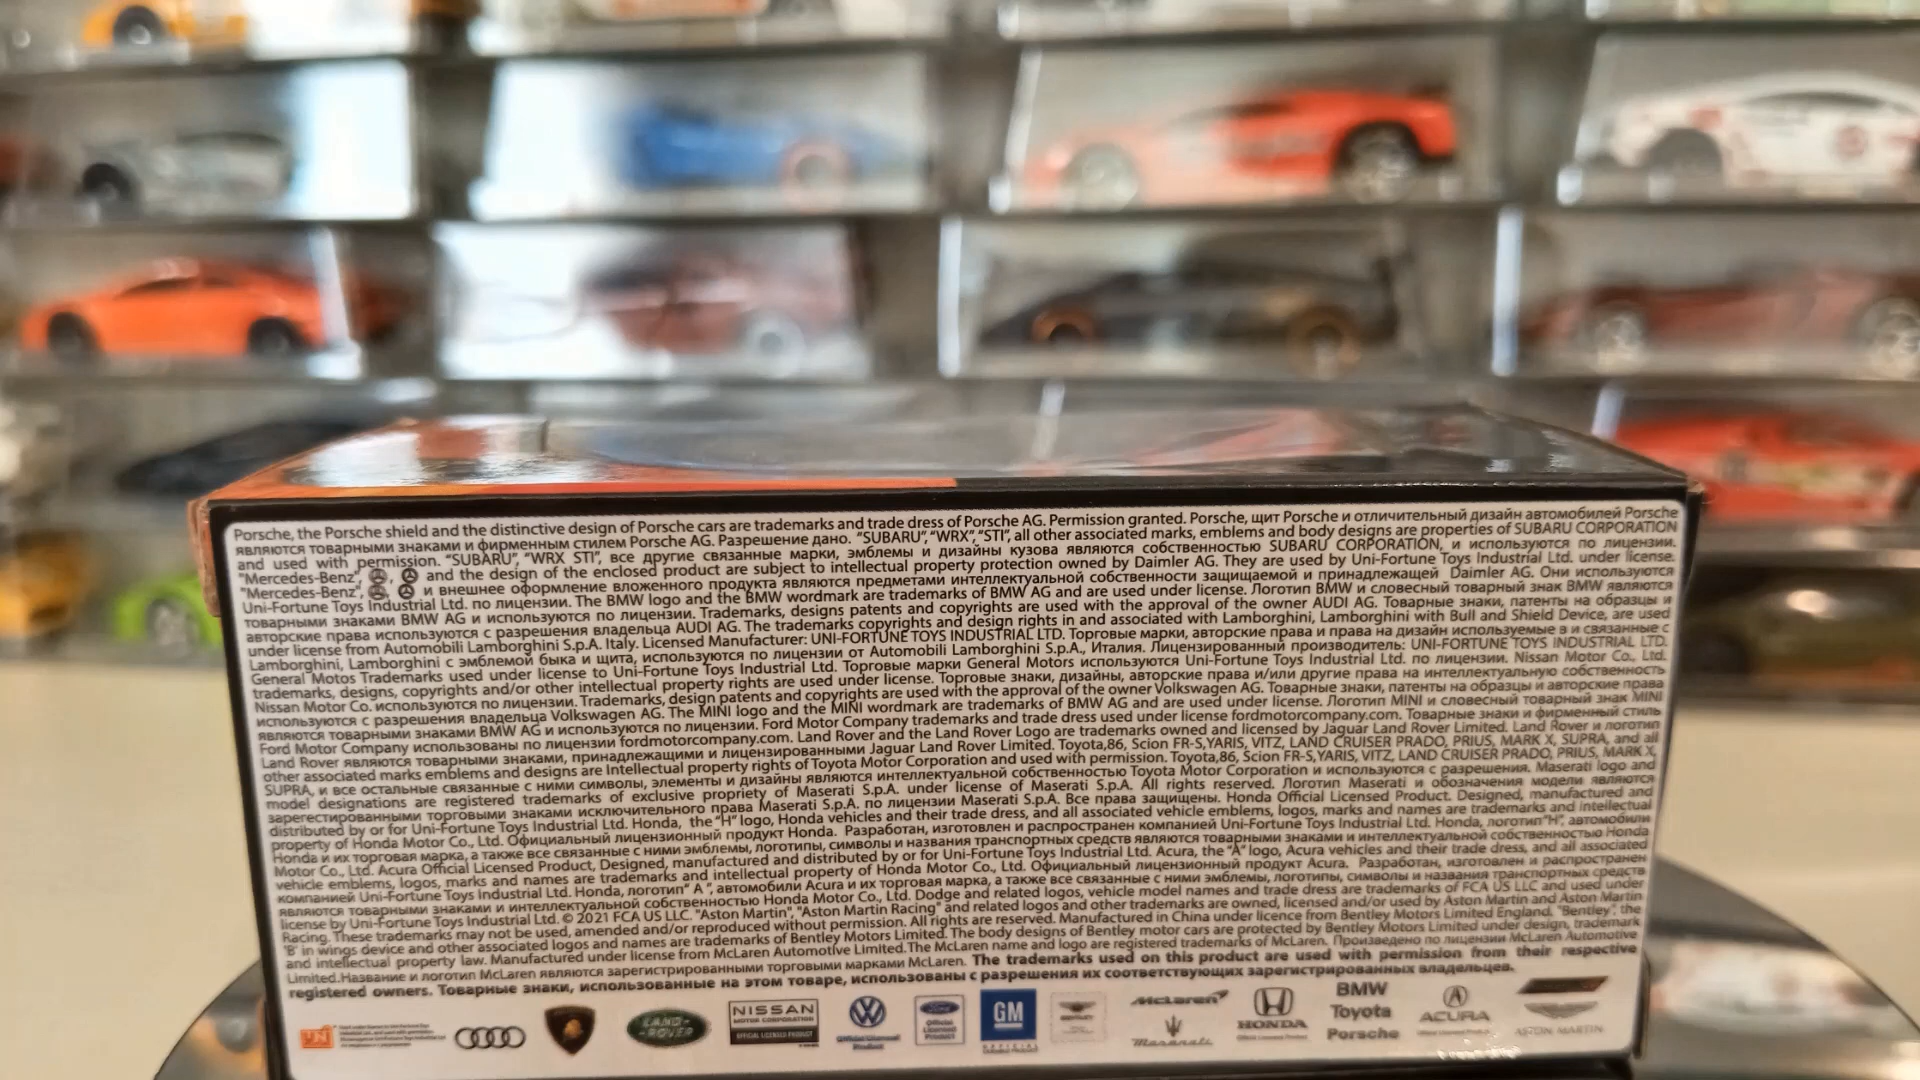 Porsche, the Porsche shield and the distinctive design of Porsche cars are trademarks and trade dress of Porsche AG. Permission granted. Porsche, щит Porsche и отличительный дизайн автомобилей Porsche
являются товарными знаками и фирменным стилем Porsche AG. Разрешение дано. "SUBARU", "WRX", "STI", all other associated marks, emblems and body designs are properties of SUBARU CORPORATION
and used with permission. "SUBARU", "WRX STI", все другие связанные марки, эмблемы и дизайны кузова являются собственностью SUBARU CORPORATION, и используются по лицензии.
"Mercedes-Benz", and the design of the enclosed product are subject to intellectual property protection owned by Daimler AG. They are used by Uni-Fortune Toys Industrial Ltd. under license.
"Mercedes-Benz", и внешнее оформление вложенного продукта являются предметами интеллектуальной собственности защищаемой и принадлежащей Daimler AG. Они используются
Uni-Fortune Toys Industrial Ltd. по лицензии. The BMW logo and the BMW wordmark are trademarks of BMW AG and are used under license. Логотип BMW и словесный товарный знак BMW являются
товарными знаками BMW AG и используются по лицензии. Trademarks, designs patents and copyrights are used with the approval of the owner AUDI AG. Товарные знаки, патенты на образцы и
авторские права используются с разрешения владельца AUDI AG. The trademarks copyrights and design rights in and associated with Lamborghini, Lamborghini with Bull and Shield Device, are used
under license from Automobili Lamborghini S.p.A. Italy. Licensed Manufacturer: UNI-FORTUNE TOYS INDUSTRIAL LTD. Торговые марки, авторские права и права на дизайн используемые в и связанные с
Lamborghini, Lamborghini с эмблемой быка и щита, используются по лицензии от Automobili Lamborghini S.p.A., Италия. Лицензированный производитель: UNI-FORTUNE TOYS INDUSTRIAL LTD.
General Motos Trademarks used under license to Uni-Fortune Toys Industrial Ltd. Торговые марки General Motors используются Uni-Fortune Toys Industrial Ltd. по лицензии. Nissan Motor Co., Ltd.
trademarks, designs, copyrights and/or other intellectual property rights are used under license. Торговые знаки, дизайны, авторские права и/или другие права на интеллектуальную собственность
Nissan Motor Co. используются по лицензии. Trademarks, design patents and copyrights are used with the approval of the owner Volkswagen AG. Товарные знаки, патенты на образцы и авторские права
используются с разрешения владельца Volkswagen AG. The MINI logo and the MINI wordmark are trademarks of BMW AG and are used under license. Логотип MINI и словесный товарный знак MINI
являются товарными знаками BMW AG и используются по лицензии. Ford Motor Company trademarks and trade dress used under license fordmotorcompany.com. Товарные знаки и фирменный стиль
Ford Motor Company использованы по лицензии fordmotorcompany.com. Land Rover and the Land Rover Logo are trademarks owned and licensed by Jaguar Land Rover Limited. Land Rover и логотип
Land Rover являются товарными знаками, принадлежащими и лицензированными Jaguar Land Rover Limited. Toyota,86, Scion FR-S,YARIS, VITZ, LAND CRUISER PRADO, PRIUS, MARK X, SUPRA, and all
other associated marks emblems and designs are Intellectual property rights of Toyota Motor Corporation and used with permission. Toyota,86, Scion FR-S,YARIS, VITZ, LAND CRUISER PRADO, PRIUS, MARK X,
SUPRA, и все остальные связанные с ними символы, элементы и дизайны являются интеллектуальной собственностью Toyota Motor Corporation и используются с разрешения. Maserati logo and
model designations are registered trademarks of exclusive propriety of Maserati S.p.A. under license of Maserati S.p.A. All rights reserved. Логотип Maserati и обозначения модели являются
зарегестрированными торговыми знаками исключительного права Maserati S.p.A. по лицензии Maserati S.p.A. Все права защищены. Honda Official Licensed Product. Designed, manufactured and
distributed by or for Uni-Fortune Toys Industrial Ltd. Honda, the "H" logo, Honda vehicles and their trade dress, and all associated vehicle emblems, logos, marks and names are trademarks and intellectual
property of Honda Motor Co., Ltd. Официальный лицензионный продукт Honda. Разработан, изготовлен и распространен компанией Uni-Fortune Toys Industrial Ltd. Honda, логотип"H", автомобили
Honda и их торговая марка, а также все связанные с ними эмблемы, логотипы, символы и названия транспортных средств являются товарными знаками и интеллектуальной собственностью Honda
Motor Co., Ltd. Acura Official Licensed Product, Designed, manufactured and distributed by or for Uni-Fortune Toys Industrial Ltd. Acura, the "A" logo, Acura vehicles and their trade dress, and all associated
vehicle emblems, logos, marks and names are trademarks and intellectual property of Honda Motor Co., Ltd. Официальный лицензионный продукт Acura. Разработан, изготовлен и распространен
компанией Uni-Fortune Toys Industrial Ltd. Honda, логотип" A ", автомобили Acura и их торговая марка, а также все связанные с ними эмблемы, логотипы, символы и названия транспортных средств
являются товарными знаками и интеллектуальной собственностью Honda Motor Co., Ltd. Dodge and related logos, vehicle model names and trade dress are trademarks of FCA US LLC and used under
license by Uni-Fortune Toys Industrial Ltd. © 2021 FCA US LLC. "Aston Martin", "Aston Martin Racing" and related logos and other trademarks are owned, licensed and/or used by Aston Martin and Aston Martin
Racing. These trademarks may not be used, amended and/or reproduced without permission. All rights are reserved. Manufactured in China under licence from Bentley Motors Limited England. "Bentley", the
'B' in wings device and other associated logos and names are trademarks of Bentley Motors Limited. The body designs of Bentley motor cars are protected by Bentley Motors Limited under design, trademark
and intellectual property law. Manufactured under license from McLaren Automotive Limited.The McLaren name and logo are registered trademarks of McLaren. Произведено по лицензии McLaren Automotive
Limited.Название и логотип McLaren являются зарегистрированными торговыми марками McLaren. The trademarks used on this product are used with permission from their respective
registered owners. Товарные знаки, использованные на этом товаре, использованы с разрешения их соответствующих зарегистрированных владельцев.
UNI
LAND-
-ROVER
NISSAN
MOTOR CORPORATION
OFFICIAL LICENSED PRODUCT
Official Licensed
Product
Ford
Official
Licensed
Product
GM
OFFICIAL
BENTLEY
McLaren
Maserati
HONDA
BMW
Toyota
Porsche
ACURA
ASTON MARTIN